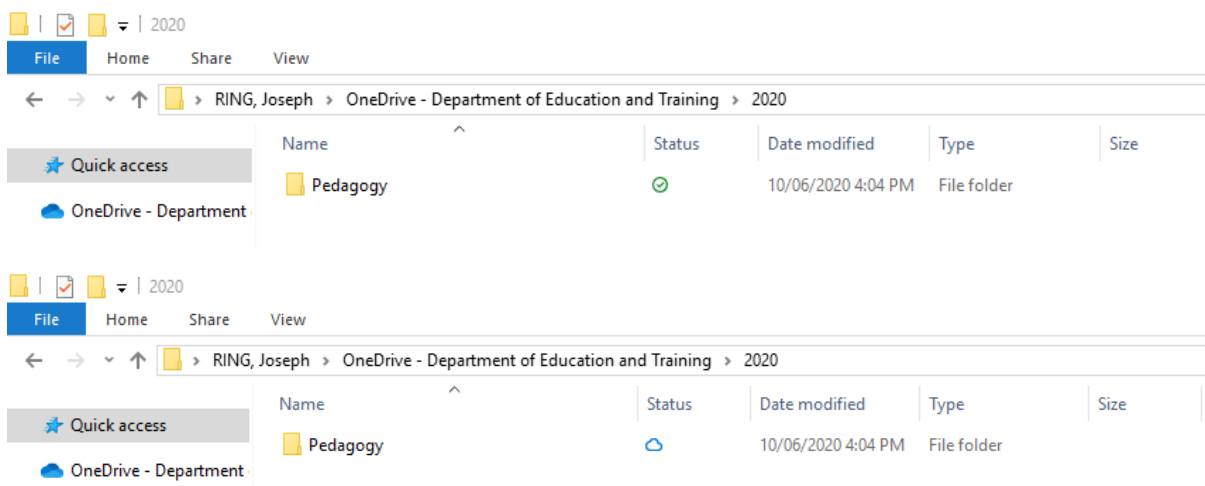 2020
File Home Share View
RING, Joseph > OneDrive - Department of Education and Training > 2020
Name Status Date modified Type Size
Quick access
Pedagogy 10/06/2020 4:04 PM File folder
OneDrive - Department
2020
File Home Share View
RING, Joseph > OneDrive - Department of Education and Training > 2020
Name Status Date modified Type Size
Quick access
Pedagogy 10/06/2020 4:04 PM File folder
OneDrive - Department